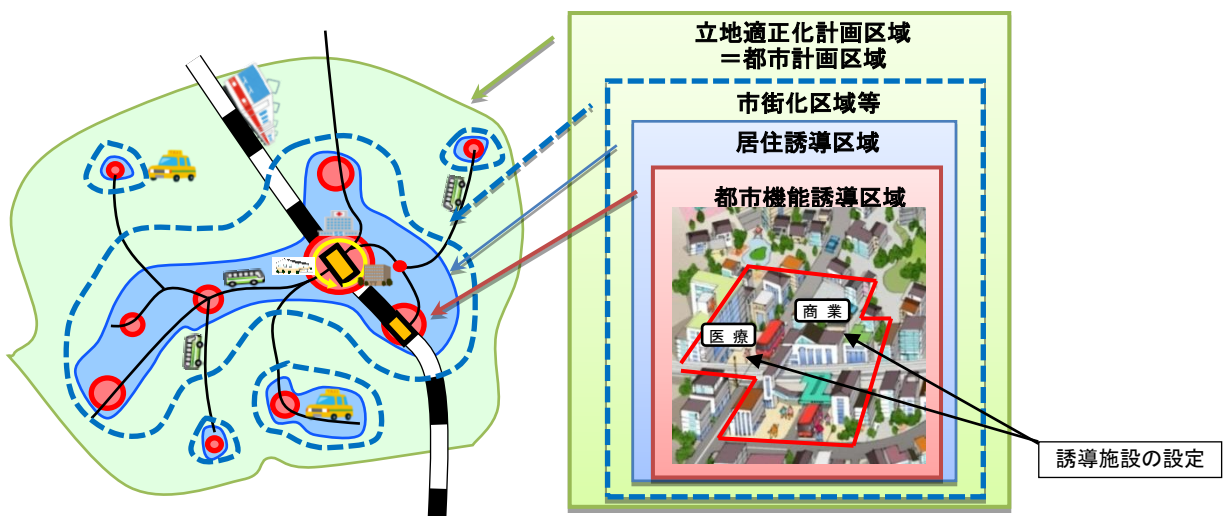 立地適正化計画区域
＝都市計画区域
市街化区域等
居住誘導区域
都市機能誘導区域
商 業
医 療
誘導施設の設定